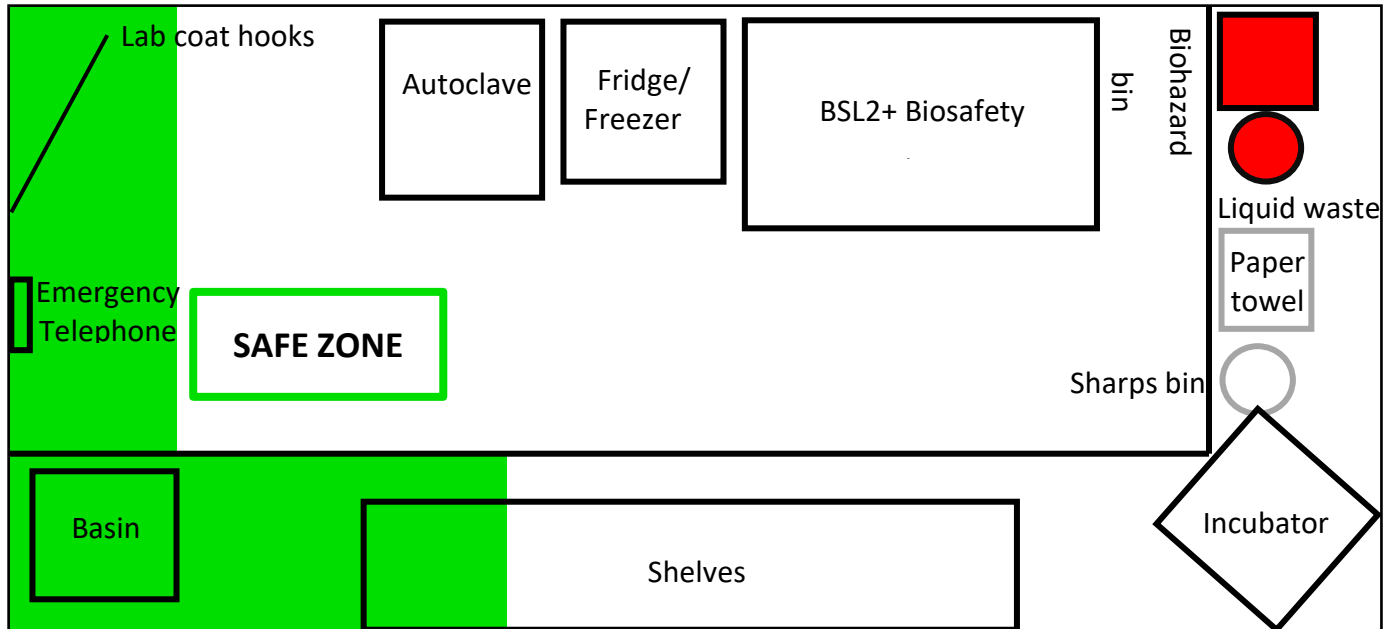 Lab coat hooks
Autoclave
Fridge/
Freezer
BSL2+ Biosafety
Biohazard
bin
Liquid waste
Paper
towel
Emergency
Telephone
SAFE ZONE
Sharps bin
Basin
Shelves
Incubator